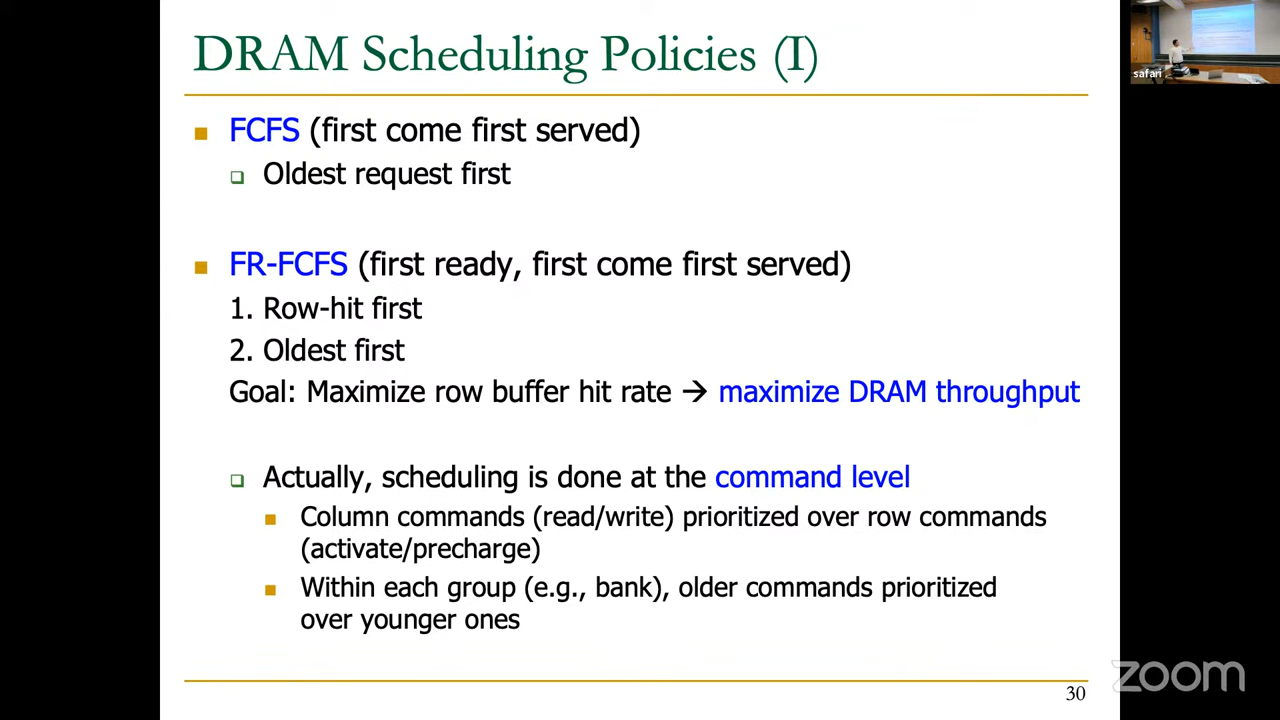 DRAM Scheduling Policies (I)
FCFS (first come first served)
Oldest request first
FR-FCFS (first ready, first come first served)
1. Row-hit first
2. Oldest first
Goal: Maximize row buffer hit rate → maximize DRAM throughput
Actually, scheduling is done at the command level
Column commands (read/write) prioritized over row commands
(activate/precharge)
Within each group (e.g., bank), older commands prioritized
over younger ones
30
safari
zoom